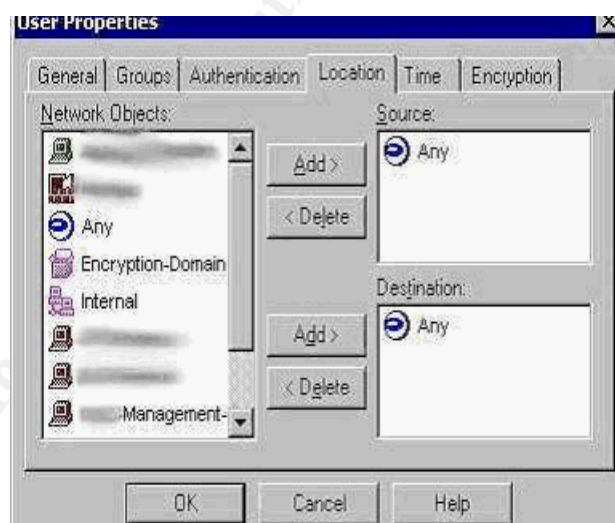 User Properties
General Groups Authentication Location Time Encryption
Network Objects:
Any
Encryption-Domain
Internal
Management-
Add >
< Delete
Add >
< Delete
Source:
Any
Destination:
Any
OK Cancel Help